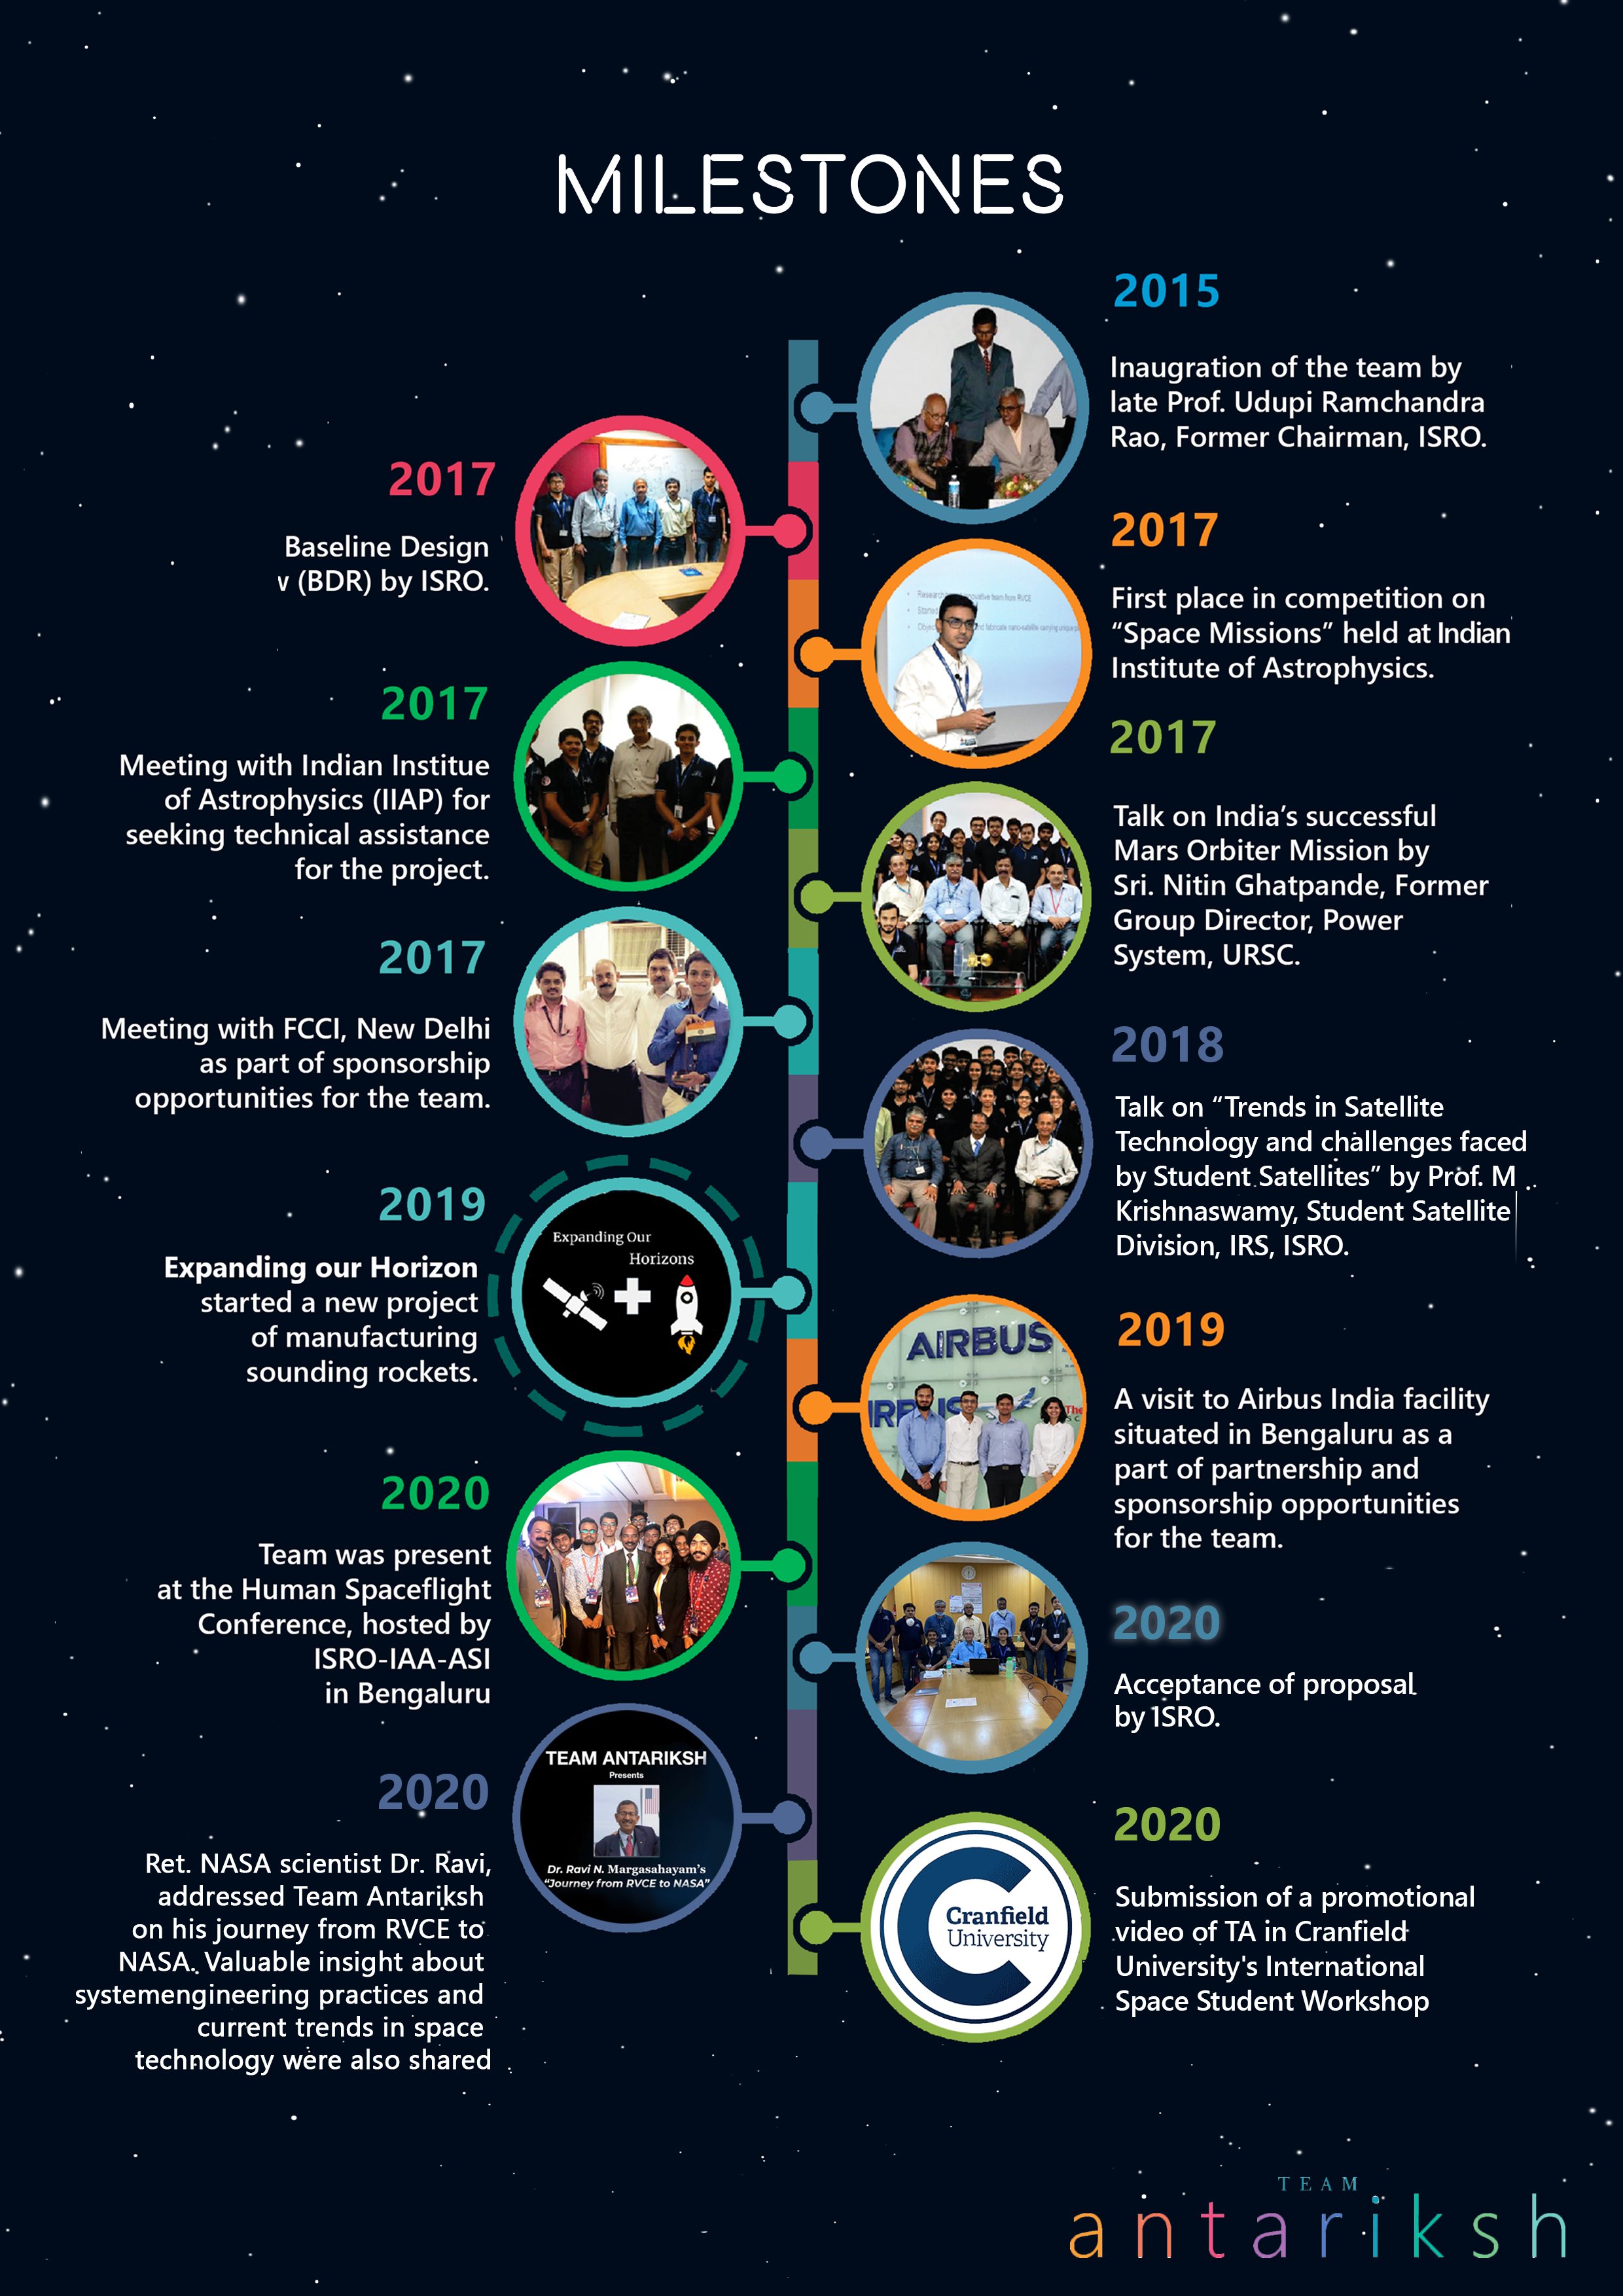 MILESTONES
2015
Inaugration of the team by
late Prof. Udupi Ramchandra
Rao, Former Chairman, ISRO.
2017
Baseline Design
v (BDR) by ISRO.
2017
First place in competition on
“Space Missions” held at Indian
Institute of Astrophysics.
2017
Meeting with Indian Institue
of Astrophysics (IIAP) for
seeking technical assistance
for the project.
2017
Talk on India’s successful
Mars Orbiter Mission by
Sri. Nitin Ghatpande, Former
Group Director, Power
System, URSC.
2017
Meeting with FCCI, New Delhi
as part of sponsorship
opportunities for the team.
2018
Talk on “Trends in Satellite
Technology and challenges faced
by Student Satellites” by Prof. M
Krishnaswamy, Student Satellite
Division, IRS, ISRO.
2019
Expanding our Horizon
started a new project
of manufacturing
sounding rockets.
Expanding Our
Horizons
2019
A visit to Airbus India facility
situated in Bengaluru as a
part of partnership and
sponsorship opportunities
for the team.
AIRBUS
IRBUS
The
2020
Team was present
at the Human Spaceflight
Conference, hosted by
ISRO-IAA-ASI
in Bengaluru
2020
Acceptance of proposal
by ISRO.
2020
Ret. NASA scientist Dr. Ravi,
addressed Team Antariksh
on his journey from RVCE to
NASA. Valuable insight about
systemengineering practices and
current trends in space
technology were also shared
TEAM ANTARIKSH
Presents
Dr. Ravi N. Margasahayam's
"Journey from RVCE to NASA"
2020
Submission of a promotional
video of TA in Cranfield
University's International
Space Student Workshop
Cranfield
University
TEAM
antariksh